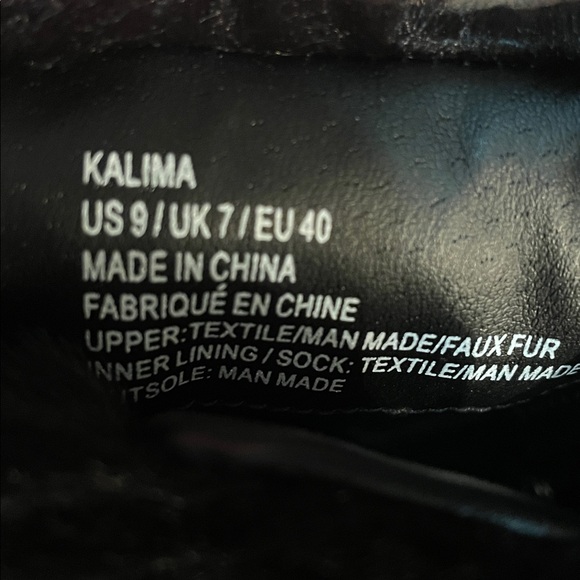 KALIMA
US 9 / UK 7 / EU 40
MADE IN CHINA
FABRIQUÉ EN CHINE
UPPER: TEXTILE/MAN MADE/FAUX FUR
INNER LINING / SOCK: TEXTILE/MAN MADE
OUTSOLE: MAN MADE